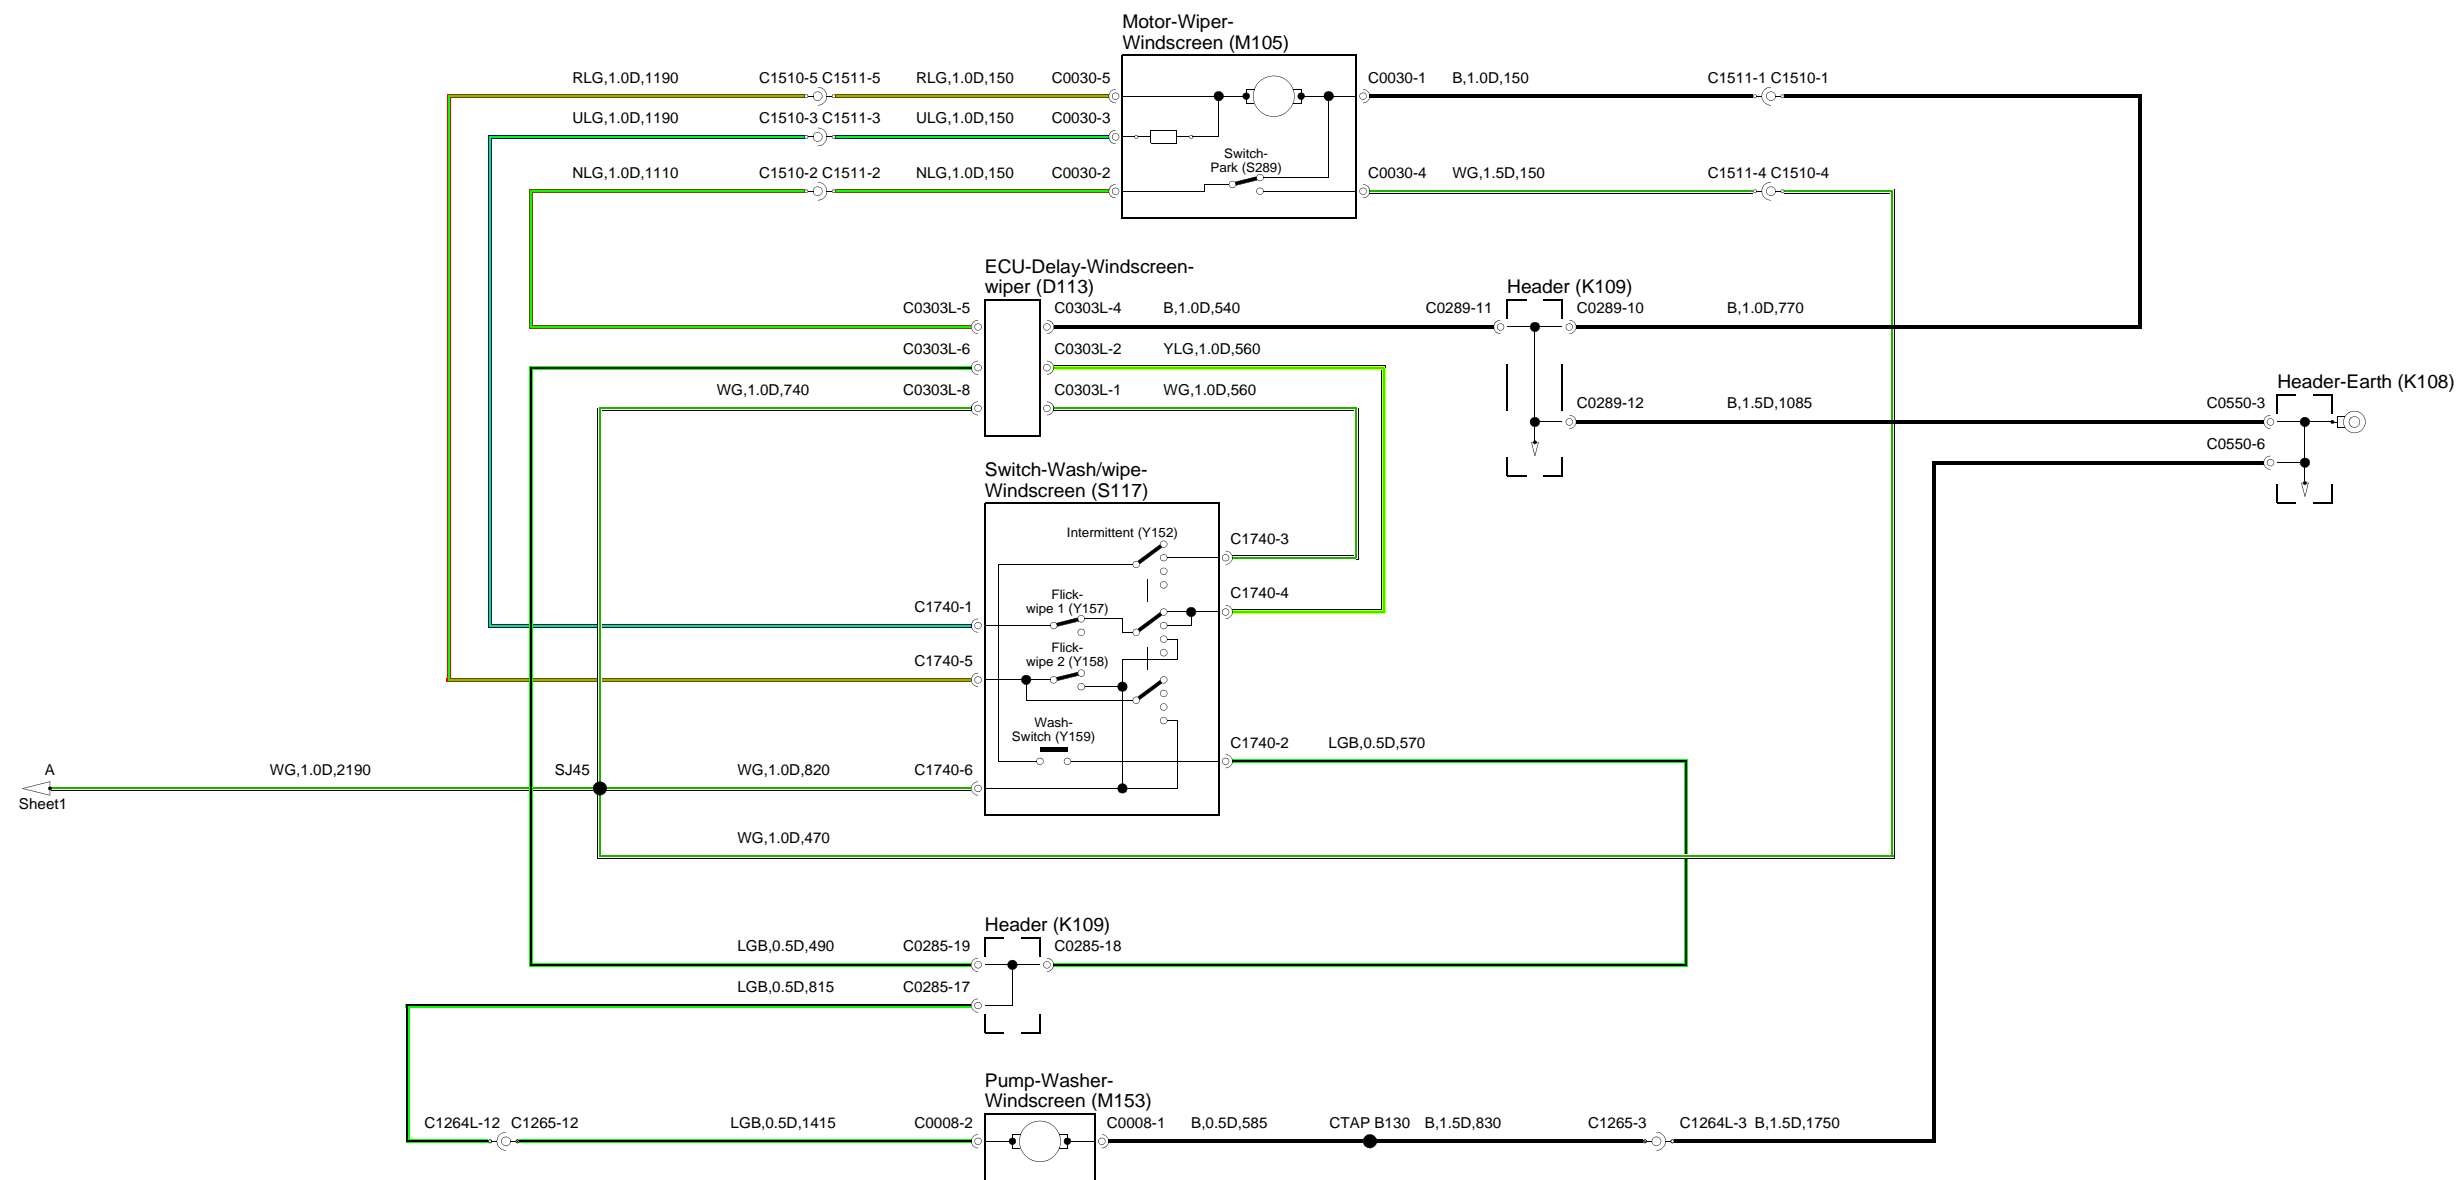 Motor-Wiper-
Windscreen (M105)
RLG,1.0D,1190
C1510-5 C1511-5
RLG,1.0D,150
C0030-5
C0030-1
B,1.0D,150
C1511-1 C1510-1
ULG,1.0D,1190
C1510-3 C1511-3
ULG,1.0D,150
C0030-3
Switch-
Park (S289)
NLG,1.0D,1110
C1510-2 C1511-2
NLG,1.0D,150
C0030-2
C0030-4
WG,1.5D,150
C1511-4 C1510-4
ECU-Delay-Windscreen-
wiper (D113)
Header (K109)
C0303L-5
C0303L-4
B,1.0D,540
C0289-11
C0289-10
B,1.0D,770
C0303L-6
C0303L-2
YLG,1.0D,560
WG,1.0D,740
C0303L-8
C0303L-1
WG,1.0D,560
C0289-12
B,1.5D,1085
Header-Earth (K108)
C0550-3
C0550-6
Switch-Wash/wipe-
Windscreen (S117)
Intermittent (Y152)
C1740-3
Flick-
wipe 1 (Y157)
C1740-1
C1740-4
Flick-
wipe 2 (Y158)
C1740-5
Wash-
Switch (Y159)
C1740-2
LGB,0.5D,570
A
Sheet1
WG,1.0D,2190
SJ45
WG,1.0D,820
C1740-6
WG,1.0D,470
Header (K109)
LGB,0.5D,490
C0285-19
C0285-18
LGB,0.5D,815
C0285-17
Pump-Washer-
Windscreen (M153)
C1264L-12 C1265-12
LGB,0.5D,1415
C0008-2
C0008-1
B,0.5D,585
CTAP B130
B,1.5D,830
C1265-3
C1264L-3 B,1.5D,1750